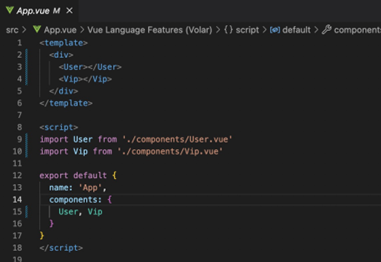 App.vue M ×
src > App.vue > Vue Language Features (Volar) > {} script > default > components
1 <template>
2   <div>
3     <User></User>
4     <Vip></Vip>
5   </div>
6 </template>
7
8 <script>
9 import User from './components/User.vue'
10 import Vip from './components/Vip.vue'
11
12 export default {
13   name: 'App',
14   components: {
15     User, Vip
16   }
17 }
18 </script>